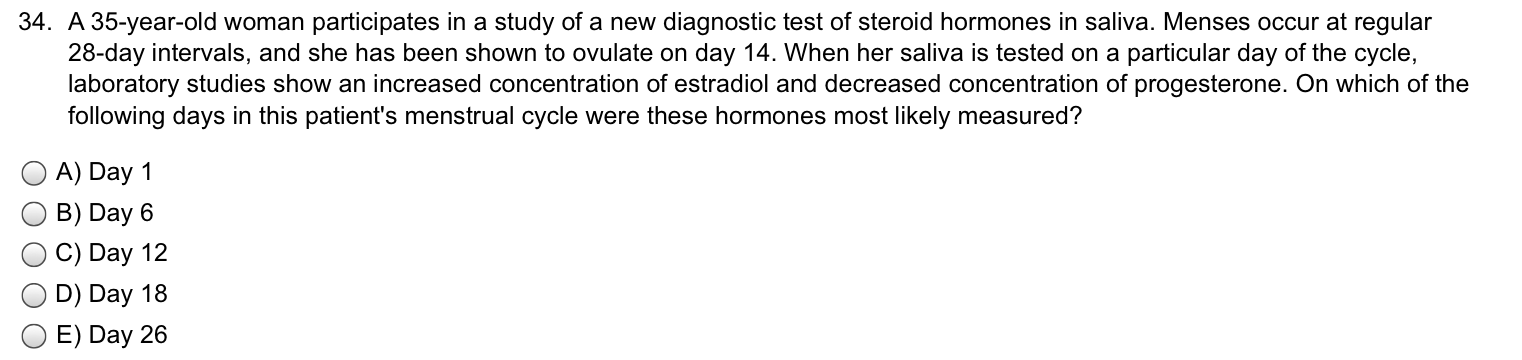 34. A 35-year-old woman participates in a study of a new diagnostic test of steroid hormones in saliva. Menses occur at regular
28-day intervals, and she has been shown to ovulate on day 14. When her saliva is tested on a particular day of the cycle,
laboratory studies show an increased concentration of estradiol and decreased concentration of progesterone. On which of the
following days in this patient's menstrual cycle were these hormones most likely measured?
A) Day 1
B) Day 6
C) Day 12
D) Day 18
E) Day 26